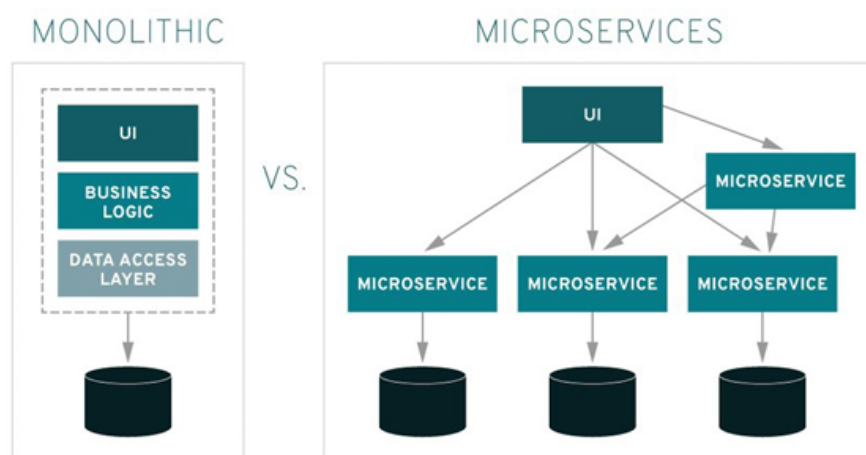 MONOLITHIC
UI
BUSINESS
LOGIC
DATA ACCESS
LAYER
VS.
MICROSERVICES
UI
MICROSERVICE
MICROSERVICE
MICROSERVICE
MICROSERVICE